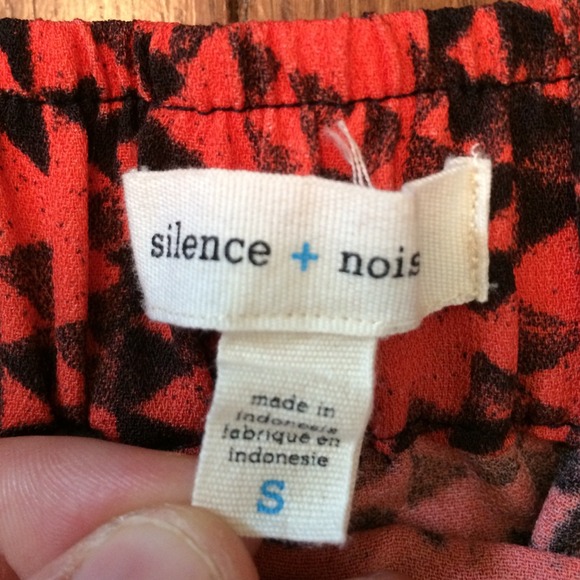 silence + nois
made in
indonesia
fabrique en
indonesie
S